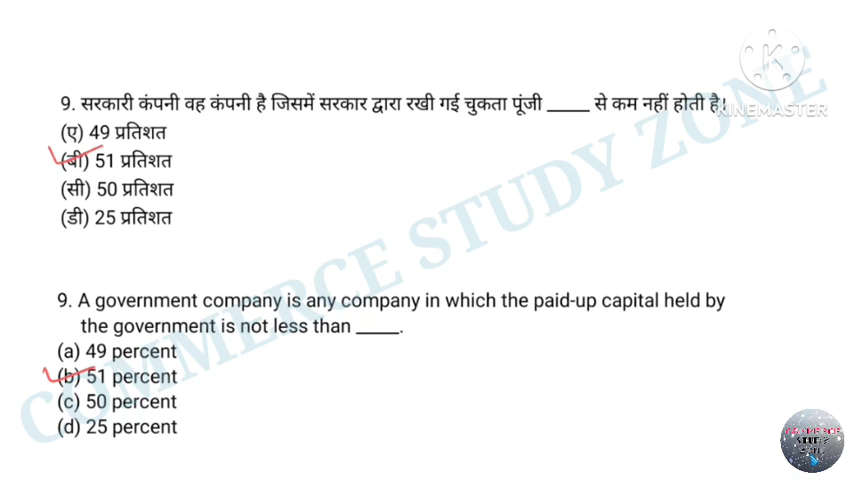 KINEMASTER
9. सरकारी कंपनी वह कंपनी है जिसमें सरकार द्वारा रखी गई चुकता पूंजी _____ से कम नहीं होती है।
(ए) 49 प्रतिशत
(बी) 51 प्रतिशत
(सी) 50 प्रतिशत
(डी) 25 प्रतिशत
COMMERCE STUDY ZONE
9. A government company is any company in which the paid-up capital held by
the government is not less than _____.
(a) 49 percent
(b) 51 percent
(c) 50 percent
(d) 25 percent
COMMERCE
STUDY
ZONE